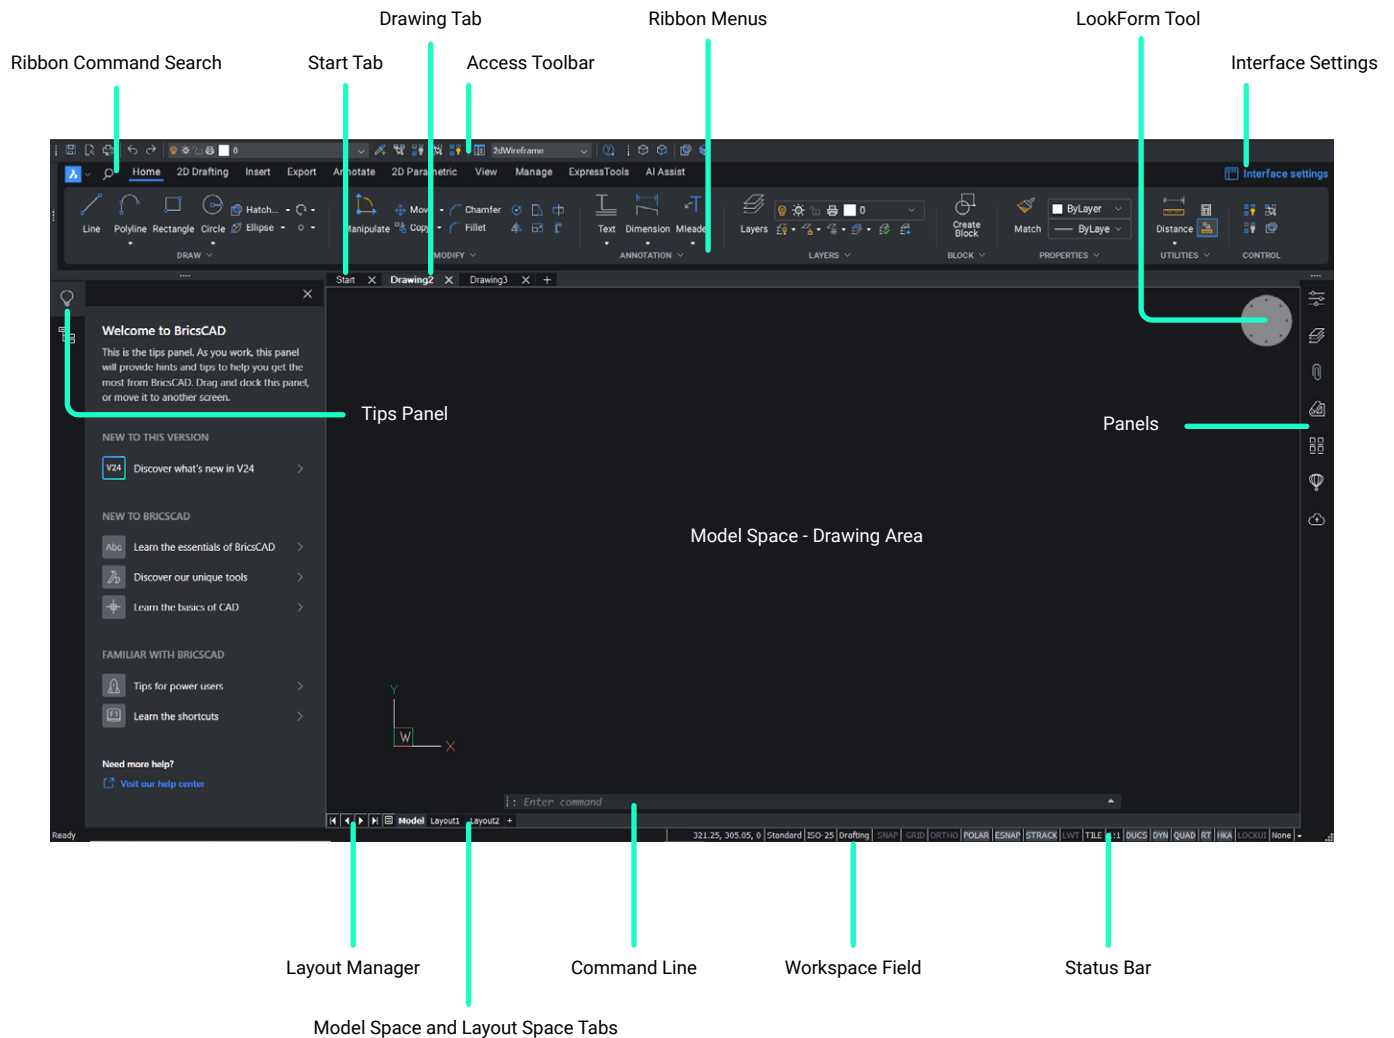 Drawing Tab
Ribbon Menus
LookForm Tool
Ribbon Command Search
Start Tab
Access Toolbar
Interface Settings
0
2dWireframe
Home
2D Drafting
Insert
Export
Annotate
2D Parametric
View
Manage
ExpressTools
AI Assist
Interface settings
Line
Polyline
Rectangle
Circle
Hatch...
Ellipse
Manipulate
Move
Copy
Chamfer
Fillet
Text
Dimension
Mleader
Layers
0
Create
Block
Match
ByLayer
ByLaye
Distance
DRAW
MODIFY
ANNOTATION
LAYERS
BLOCK
PROPERTIES
UTILITIES
CONTROL
Start
Drawing2
Drawing3
Welcome to BricsCAD
This is the tips panel. As you work, this panel
will provide hints and tips to help you get the
most from BricsCAD. Drag and dock this panel,
or move it to another screen.
Tips Panel
Panels
NEW TO THIS VERSION
V24
Discover what's new in V24
NEW TO BRICSCAD
Abc
Learn the essentials of BricsCAD
Discover our unique tools
Learn the basics of CAD
Model Space - Drawing Area
FAMILIAR WITH BRICSCAD
Tips for power users
F1
Learn the shortcuts
Y
W
X
Need more help?
Visit our help center
: Enter command
Model
Layout1
Layout2
+
Ready
321.25, 305.05, 0
Standard
ISO-25
Drafting
SNAP
GRID
ORTHO
POLAR
ESNAP
STRACK
LWT
TILE
:1
DUCS
DYN
QUAD
RT
HKA
LOCKUI
None
Layout Manager
Command Line
Workspace Field
Status Bar
Model Space and Layout Space Tabs